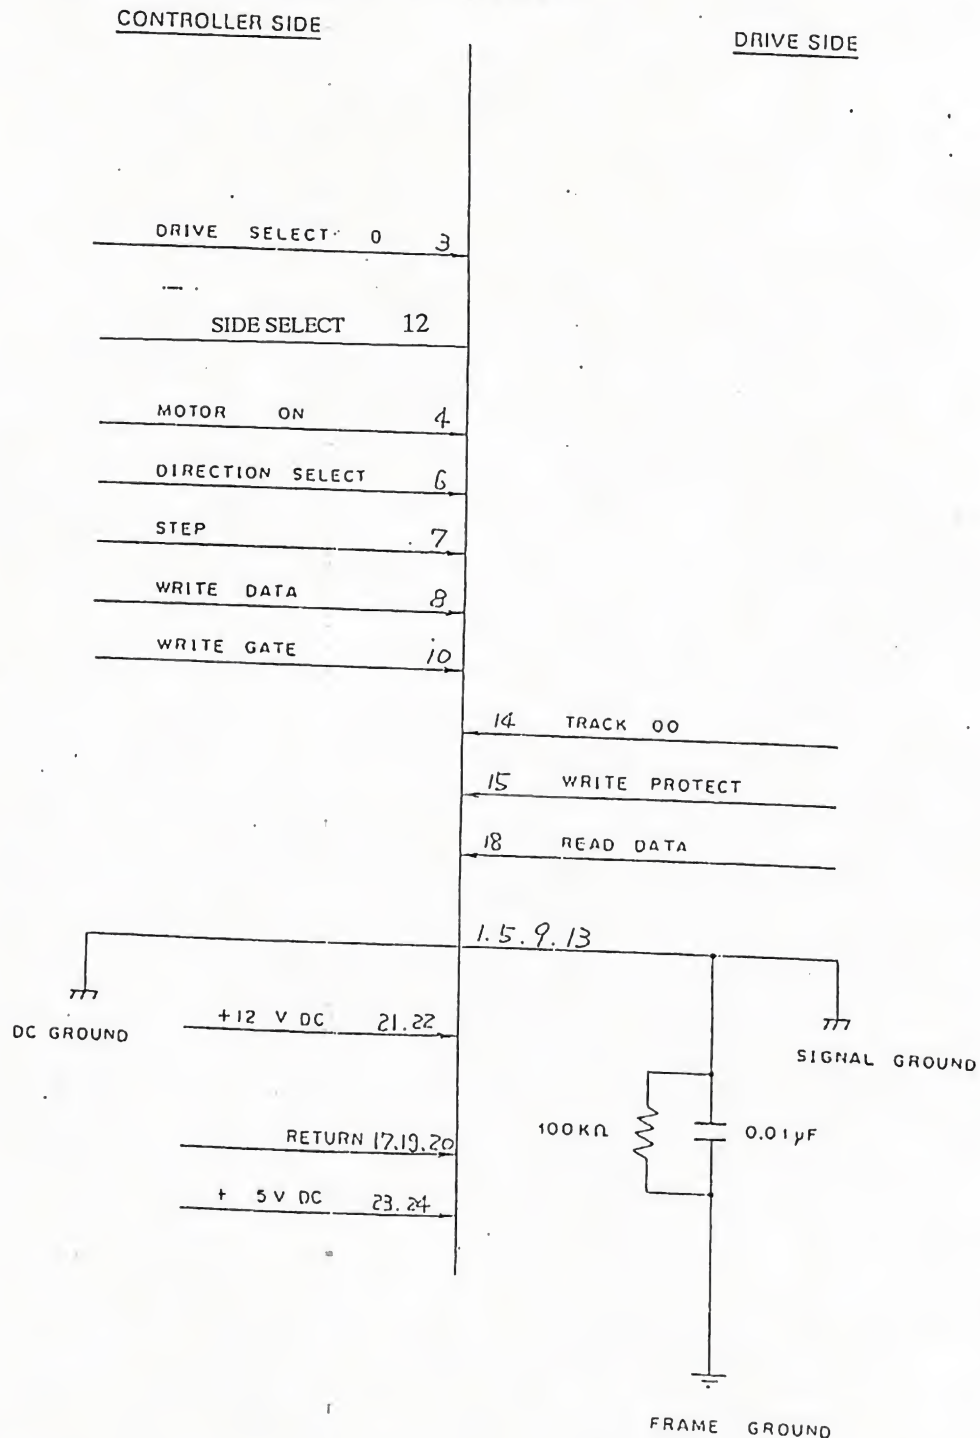 CONTROLLER SIDE
DRIVE SIDE
DRIVE SELECT 0 3
SIDE SELECT 12
MOTOR ON 4
DIRECTION SELECT 6
STEP 7
WRITE DATA 8
WRITE GATE 10
14 TRACK 00
15 WRITE PROTECT
18 READ DATA
1.5.9.13
+12 V DC 21.22
DC GROUND
SIGNAL GROUND
100KΩ
0.01μF
RETURN 17.19.20
+ 5V DC 23.24
FRAME GROUND